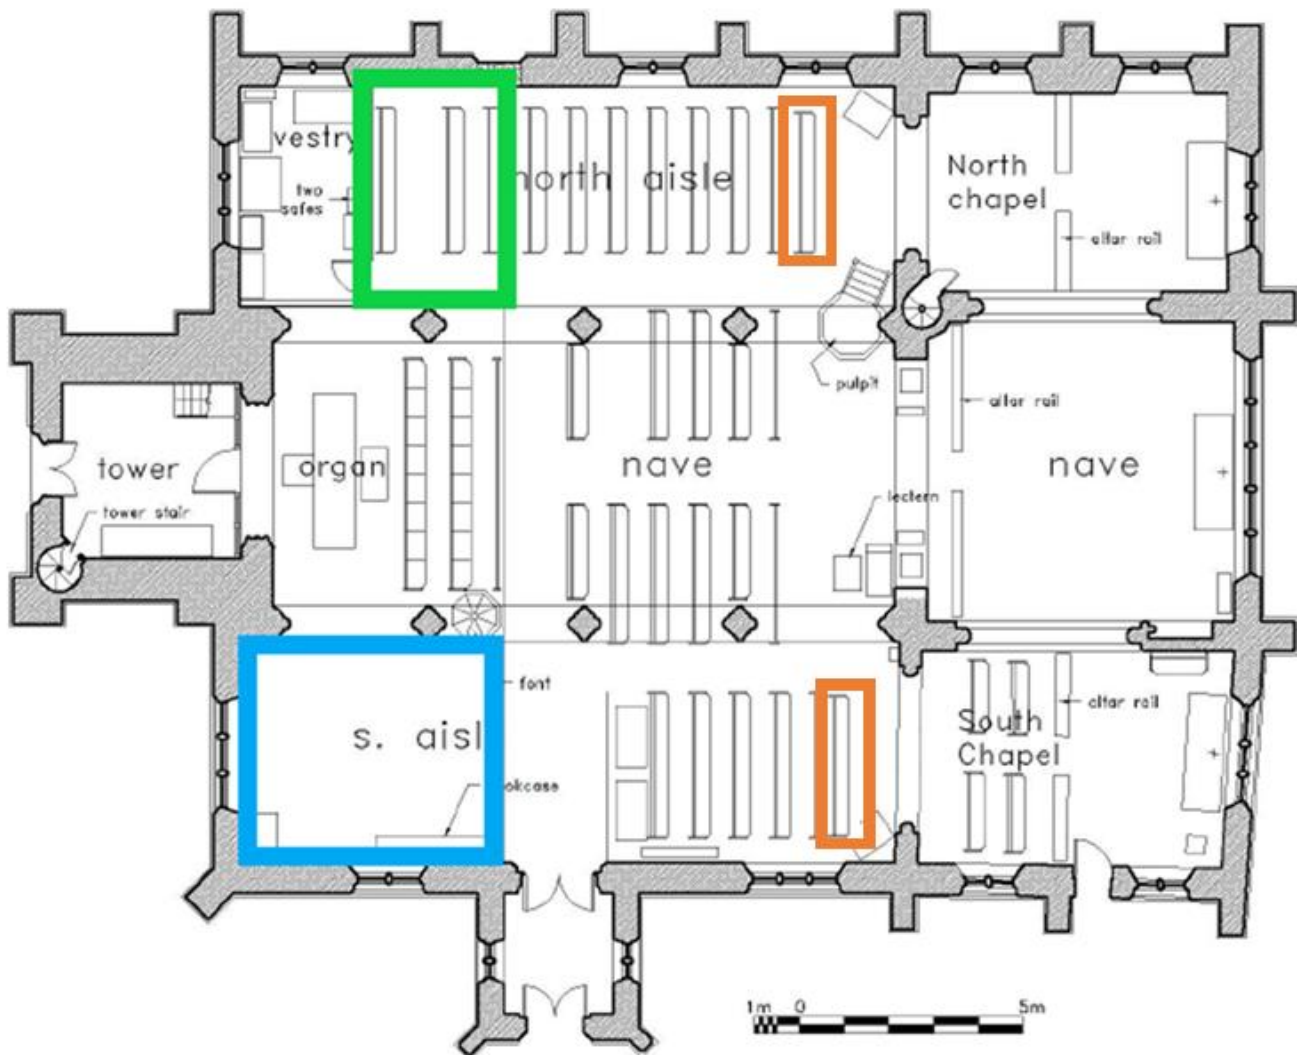 vestry
north aisle
two
safes
North
chapel
altar rail
pulpit
altar rail
tower
organ
nave
nave
lectern
tower stair
font
s. aisl
okcase
South
Chapel
altar rail
1m 0 5m